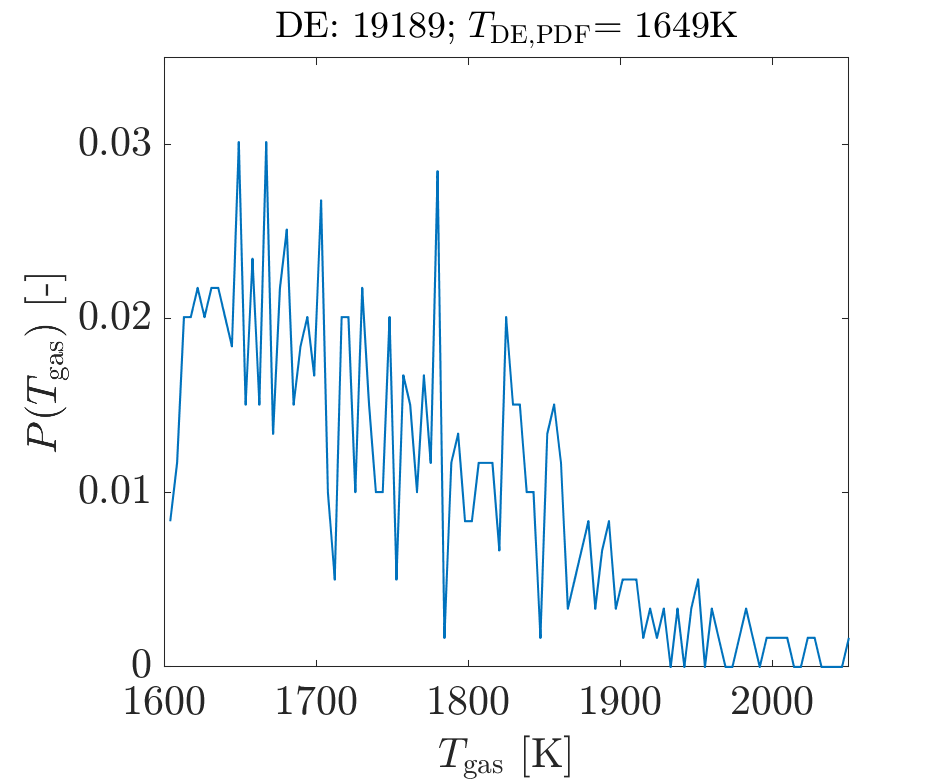 DE: 19189; T_DE,PDF= 1649K
P(T_gas) [-]
0.03
0.02
0.01
0
1600 1700 1800 1900 2000
T_gas [K]